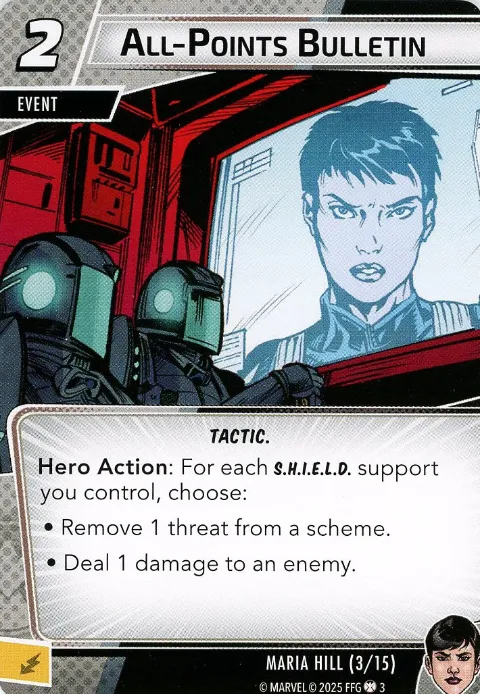 2
ALL-POINTS BULLETIN
EVENT
TACTIC.
Hero Action: For each S.H.I.E.L.D. support
you control, choose:
• Remove 1 threat from a scheme.
• Deal 1 damage to an enemy.
MARIA HILL (3/15)
© MARVEL © 2025 FFG 3